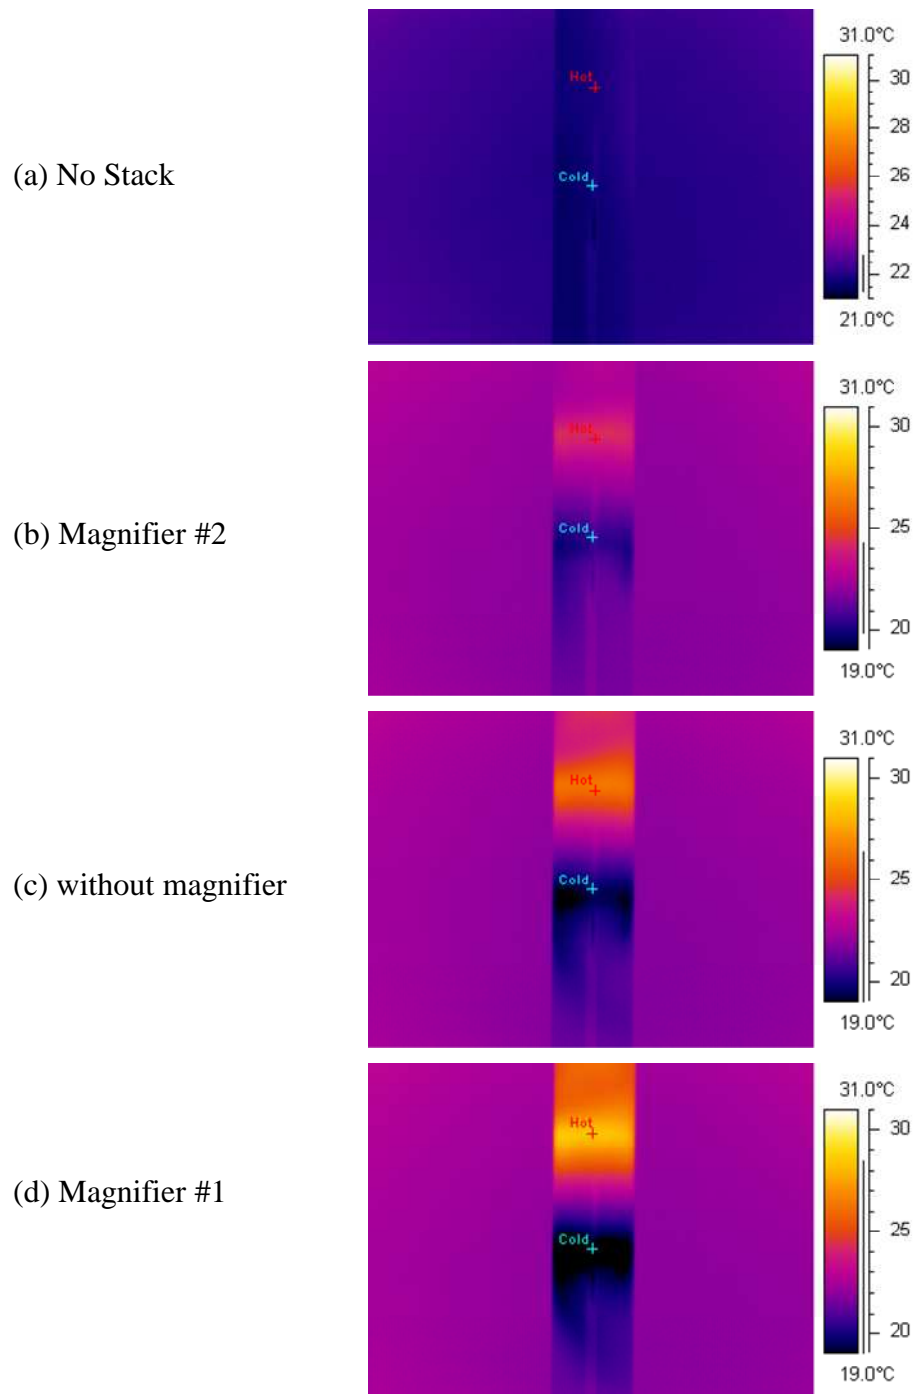 (a) No Stack
Hot
Cold
31.0°C
30
28
26
24
22
21.0°C
(b) Magnifier #2
Hot
Cold
31.0°C
30
25
20
19.0°C
(c) without magnifier
Hot
Cold
31.0°C
30
25
20
19.0°C
(d) Magnifier #1
Hot
Cold
31.0°C
30
25
20
19.0°C